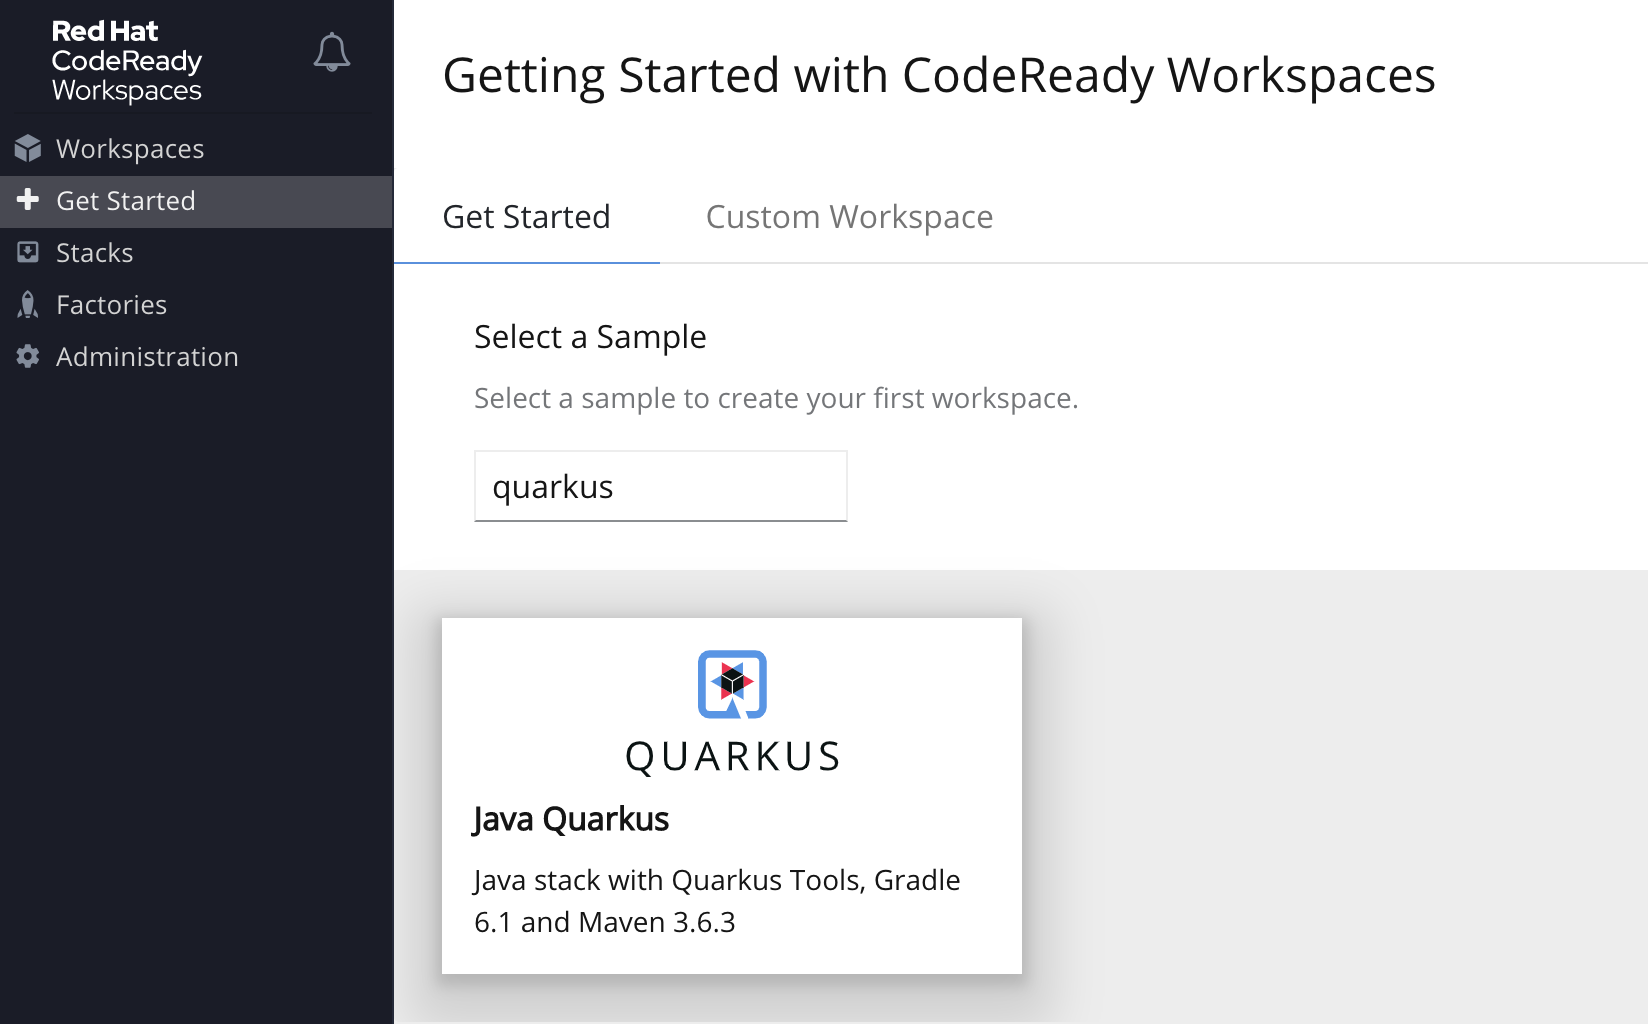 Red Hat
CodeReady
Workspaces
Workspaces
Get Started
Stacks
Factories
Administration
Getting Started with CodeReady Workspaces
Get Started
Custom Workspace
Select a Sample
Select a sample to create your first workspace.
quarkus
QUARKUS
Java Quarkus
Java stack with Quarkus Tools, Gradle
6.1 and Maven 3.6.3